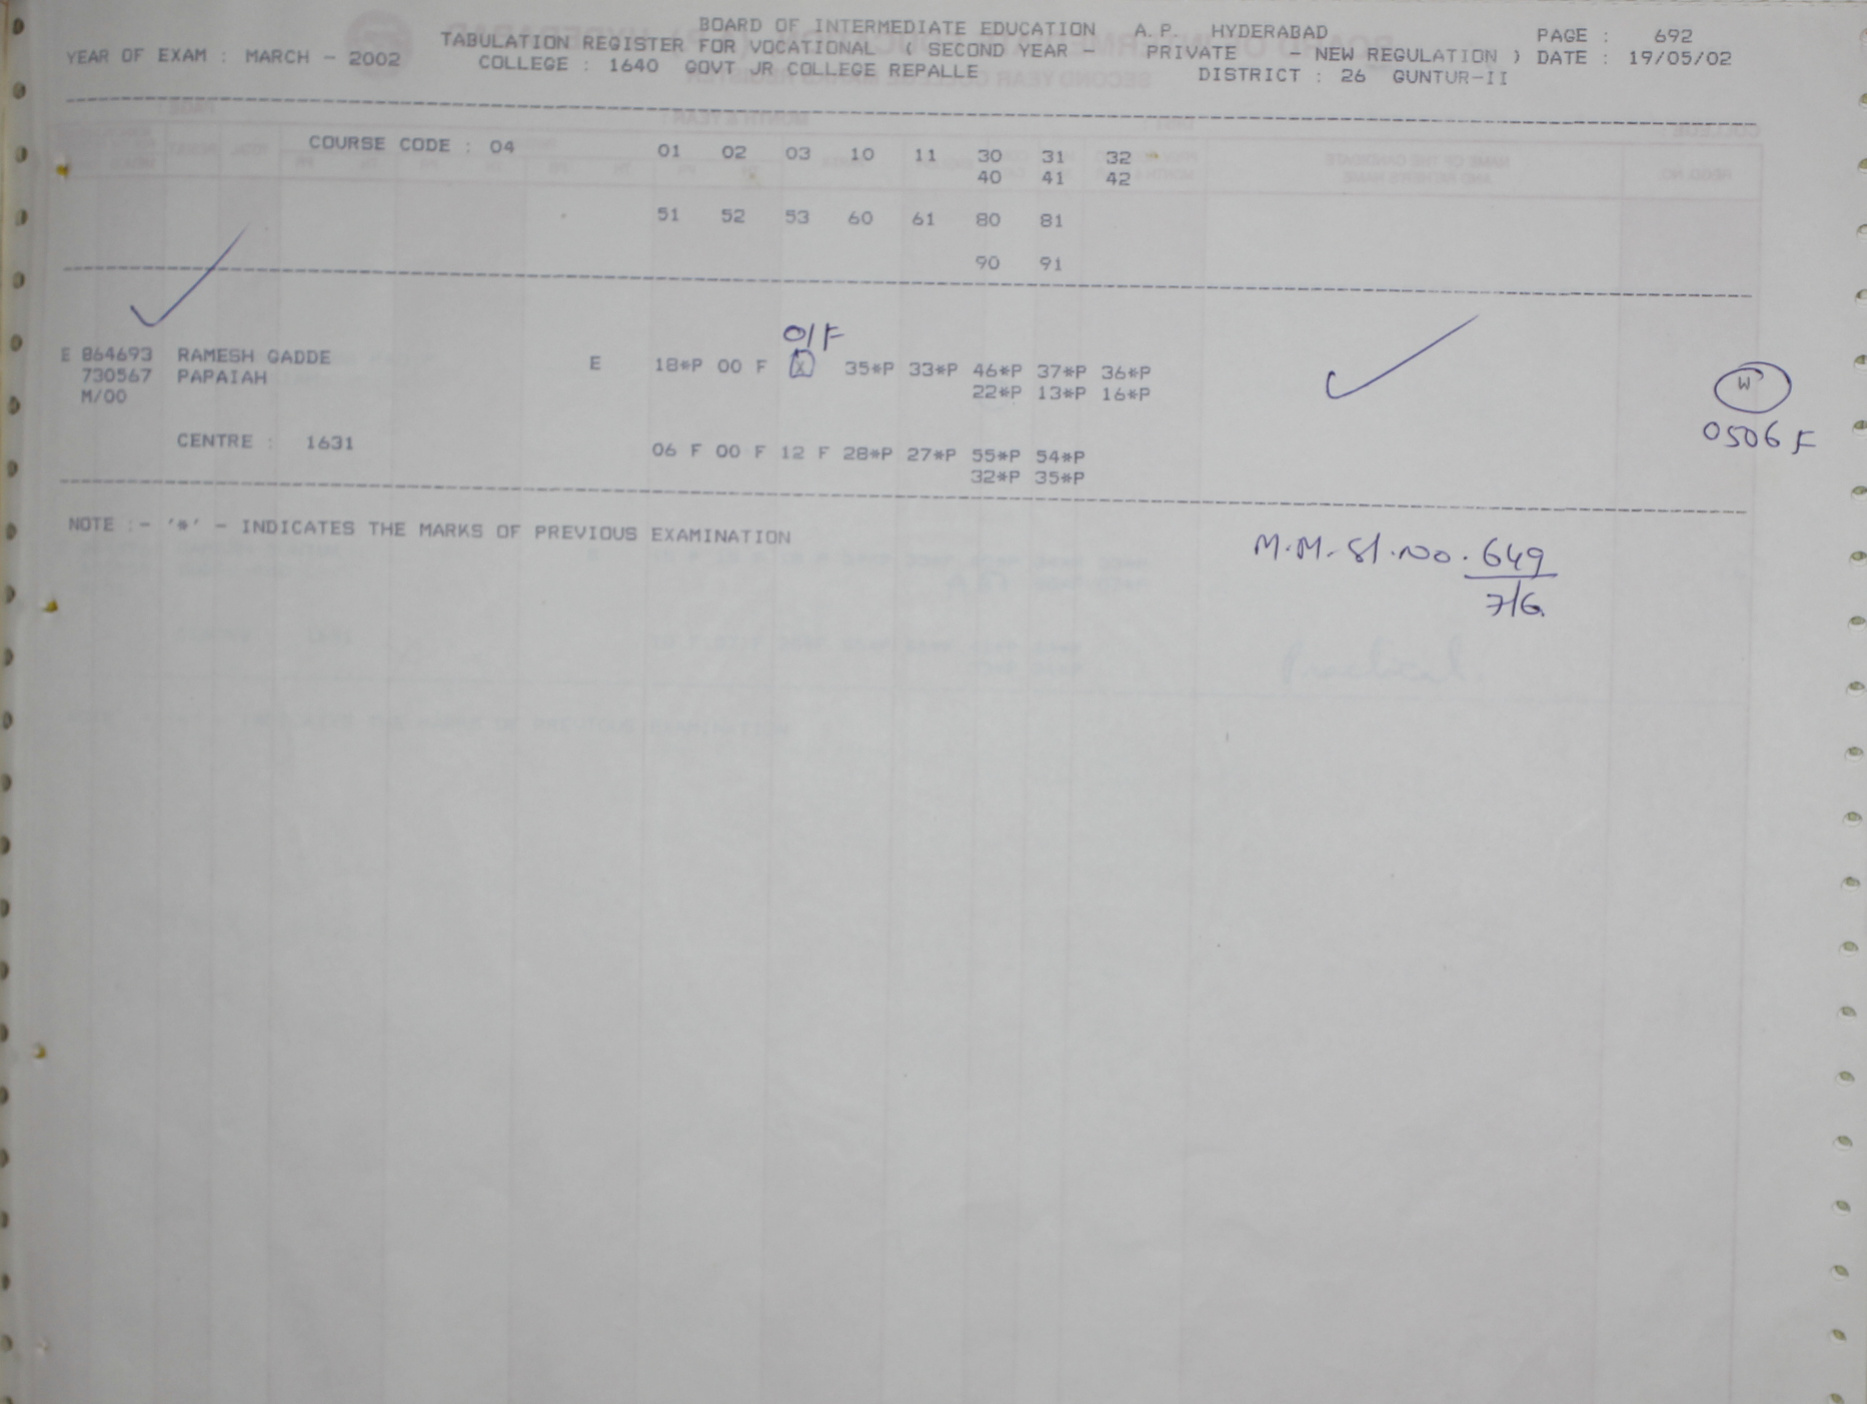 BOARD OF INTERMEDIATE EDUCATION A.P. HYDERABAD PAGE : 692
YEAR OF EXAM : MARCH - 2002 TABULATION REGISTER FOR VOCATIONAL ( SECOND YEAR - PRIVATE - NEW REGULATION ) DATE : 19/05/02
COLLEGE : 1640 GOVT JR COLLEGE REPALLE DISTRICT : 26 GUNTUR-II
COURSE CODE : 04 01 02 03 10 11 30 31 32
40 41 42
51 52 53 60 61 80 81
90 91
O/F
E 864693 RAMESH GADDE E 18*P 00 F X 35*P 33*P 46*P 37*P 36*P
730567 PAPAIAH 22*P 13*P 16*P
M/00
W
0506 F
CENTRE : 1631 06 F 00 F 12 F 28*P 27*P 55*P 54*P
32*P 35*P
NOTE :- '*' - INDICATES THE MARKS OF PREVIOUS EXAMINATION
M.M. Sl.No. 649
7/6